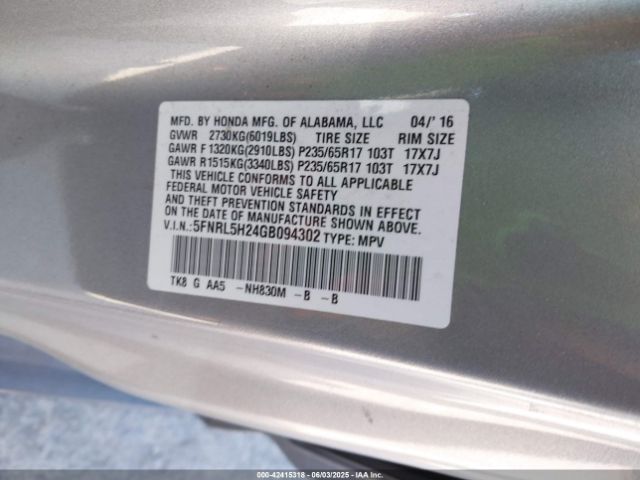 MFD. BY HONDA MFG. OF ALABAMA, LLC 04/' 16
GVWR 2730KG(6019LBS) TIRE SIZE RIM SIZE
GAWR F 1320KG(2910LBS) P235/65R17 103T 17X7J
GAWR R1515KG(3340LBS) P235/65R17 103T 17X7J
THIS VEHICLE CONFORMS TO ALL APPLICABLE
FEDERAL MOTOR VEHICLE SAFETY
AND THEFT PREVENTION STANDARDS IN EFFECT
ON THE DATE OF MANUFACTURE SHOWN ABOVE.
V.I.N.:5FNRL5H24GB094302 TYPE: MPV
TK8 G AA5 -NH830M -B -B
000-42415318 - 06/03/2025 - IAAI.COM